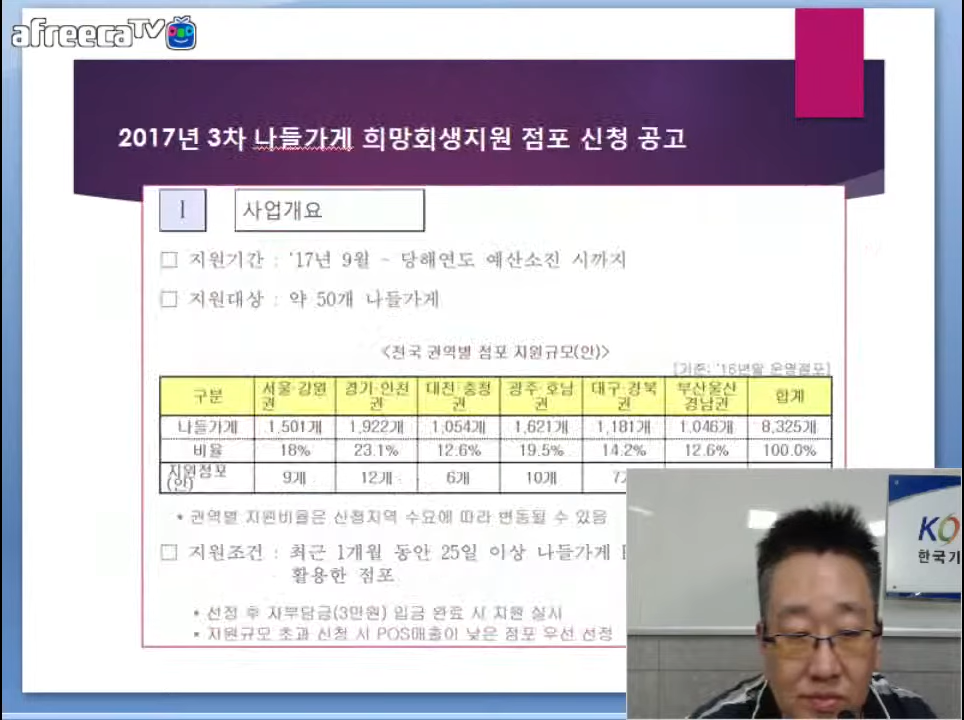 afreecaTV
2017년 3차 나들가게 희망회생지원 점포 신청 공고
Ⅰ 사업개요
□ 지원기간 : '17년 9월 ~ 당해연도 예산소진 시까지
□ 지원대상 : 약 50개 나들가게
<전국 권역별 점포 지원규모(안)>
[기준: '16년말 운영점포]
구분 서울·강원권 경기·인천권 대전·충청권 광주·호남권 대구·경북권 부산울산경남권 합계
나들가게 1,501개 1,922개 1,054개 1,621개 1,181개 1,046개 8,325개
비율 18% 23.1% 12.6% 19.5% 14.2% 12.6% 100.0%
지원점포(안) 9개 12개 6개 10개 7
* 권역별 지원비율은 신청지역 수요에 따라 변동될 수 있음
□ 지원조건 : 최근 1개월 동안 25일 이상 나들가게
활용한 점포
* 선정 후 자부담금(3만원) 입금 완료 시 지원 실시
* 지원규모 초과 신청 시 POS매출이 낮은 점포 우선 선정
KO
한국기